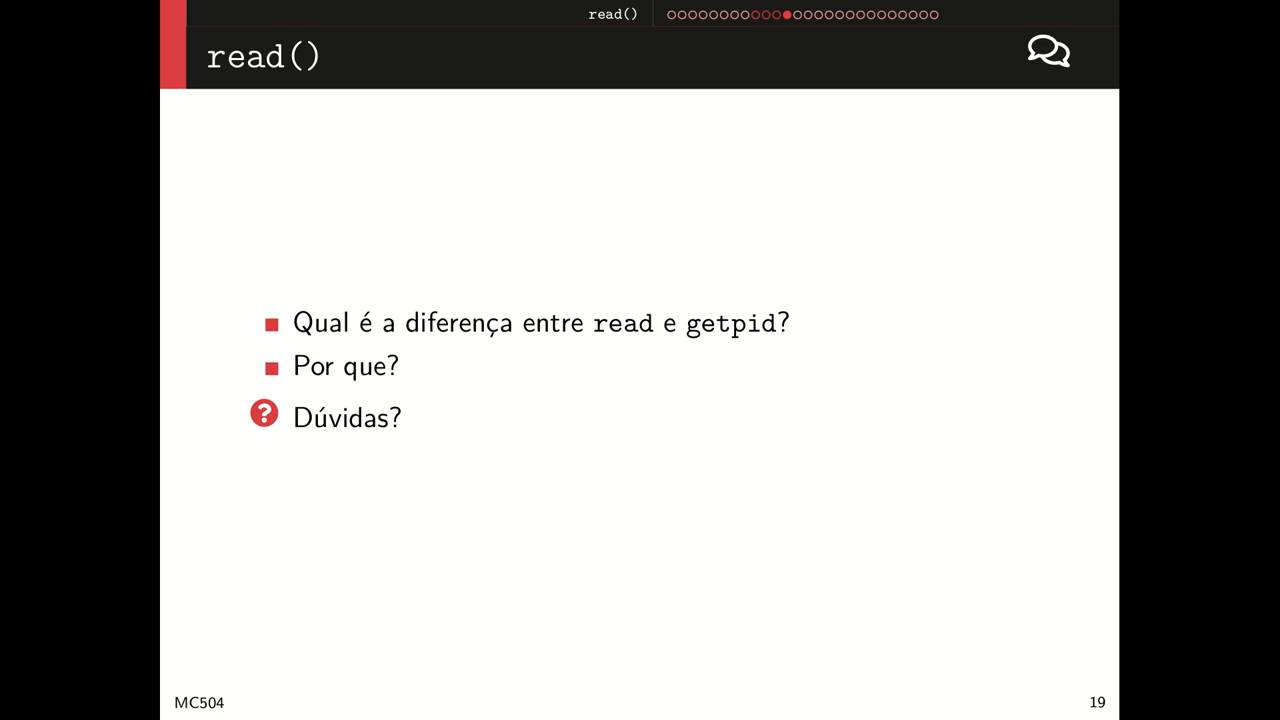 read()
read()
Qual é a diferença entre read e getpid?
Por que?
Dúvidas?
MC504
19